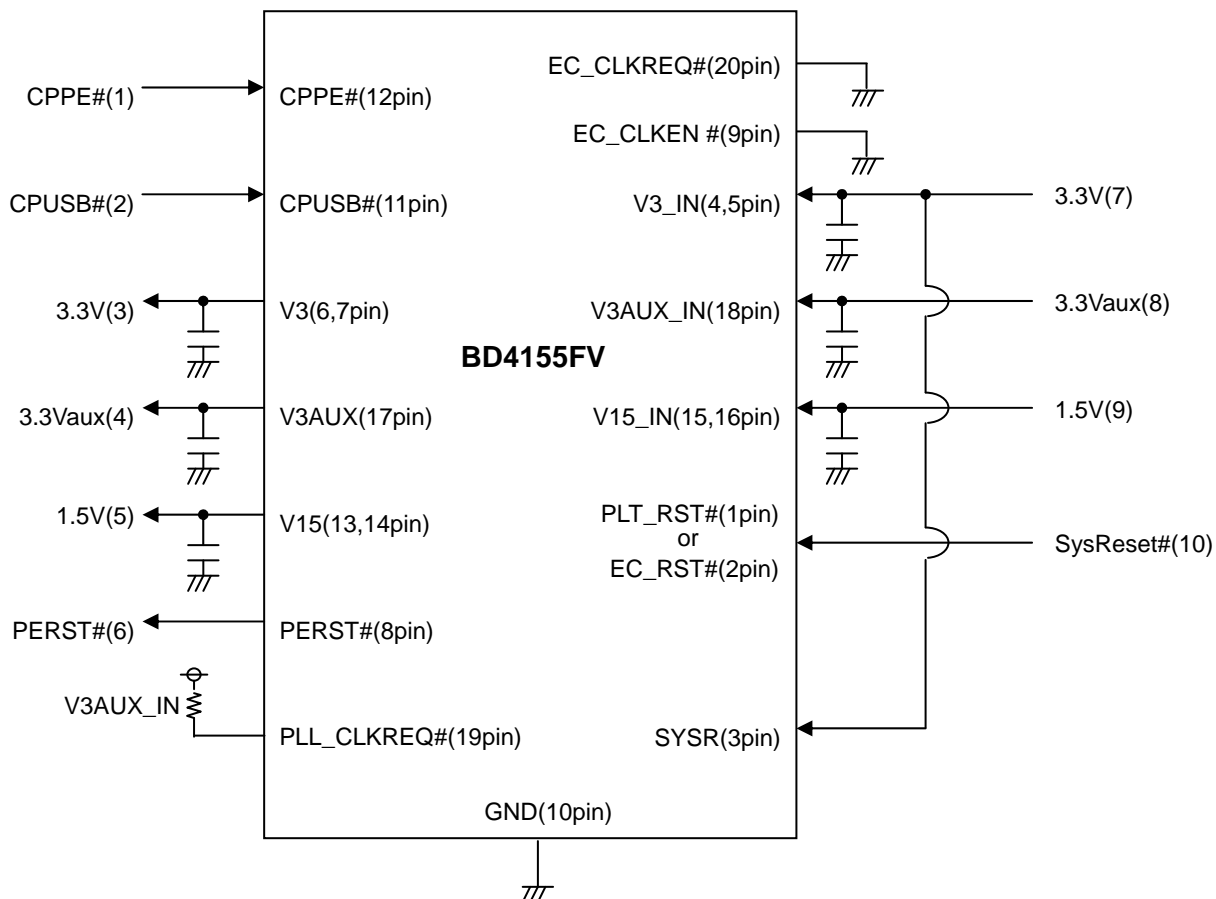 EC_CLKREQ#(20pin)
CPPE#(1)
CPPE#(12pin)
EC_CLKEN #(9pin)
CPUSB#(2)
CPUSB#(11pin)
V3_IN(4,5pin)
3.3V(7)
3.3V(3)
V3(6,7pin)
V3AUX_IN(18pin)
3.3Vaux(8)
BD4155FV
3.3Vaux(4)
V3AUX(17pin)
V15_IN(15,16pin)
1.5V(9)
1.5V(5)
V15(13,14pin)
PLT_RST#(1pin)
or
EC_RST#(2pin)
SysReset#(10)
PERST#(6)
PERST#(8pin)
V3AUX_IN
PLL_CLKREQ#(19pin)
SYSR(3pin)
GND(10pin)